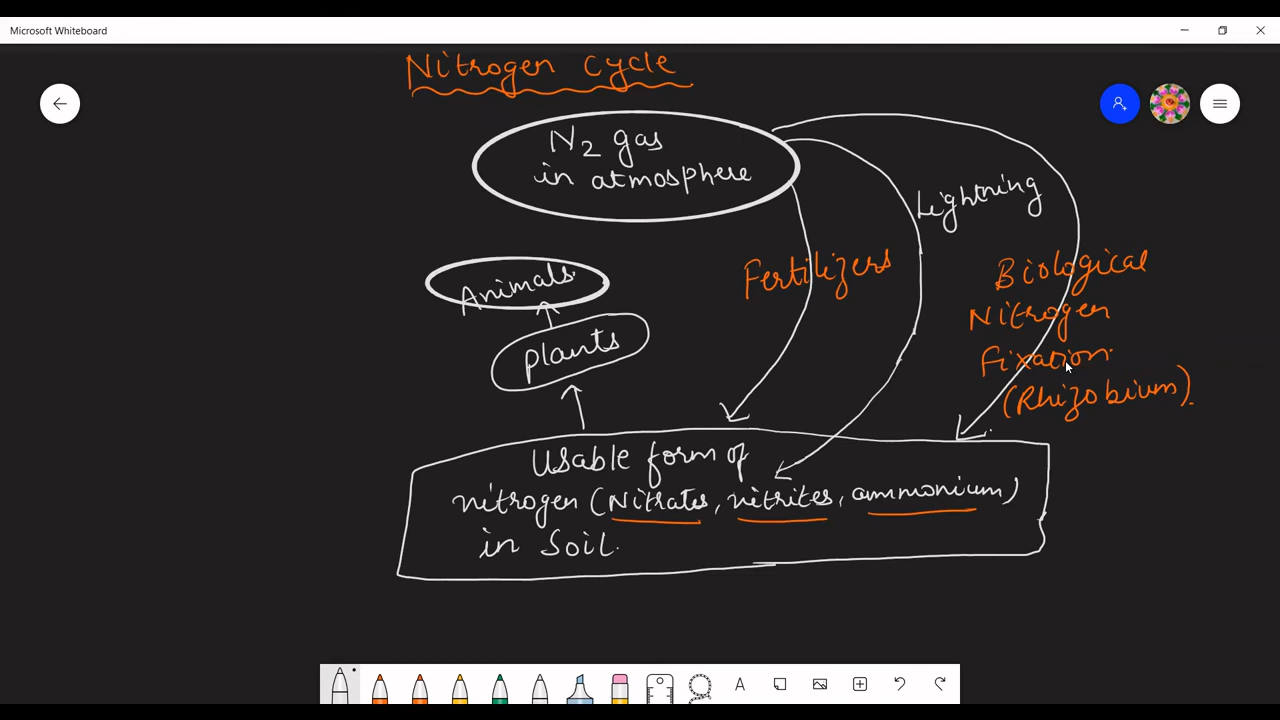 Microsoft Whiteboard
Nitrogen Cycle
N2 gas
in atmosphere
Lightning
Fertilizers
Biological
Nitrogen
Fixation.
(Rhizobium).
Animals.
plants
Usable form of
nitrogen (Nitrates, nitrites, ammonium)
in Soil.
A